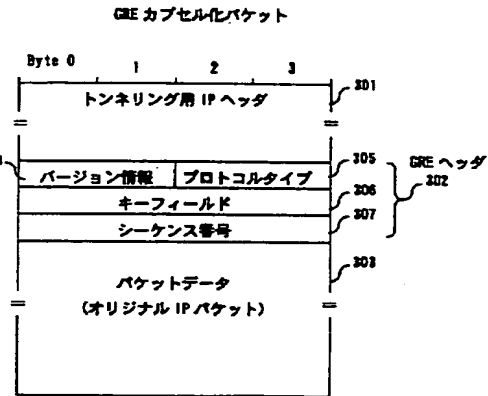 GRE カプセル化パケット
Byte 0 1 2 3
トンネリング用 IP ヘッダ
301
バージョン情報 プロトコルタイプ
305
GRE ヘッダ
302
キーフィールド
306
シーケンス番号
307
303
パケットデータ
(オリジナル IP パケット)